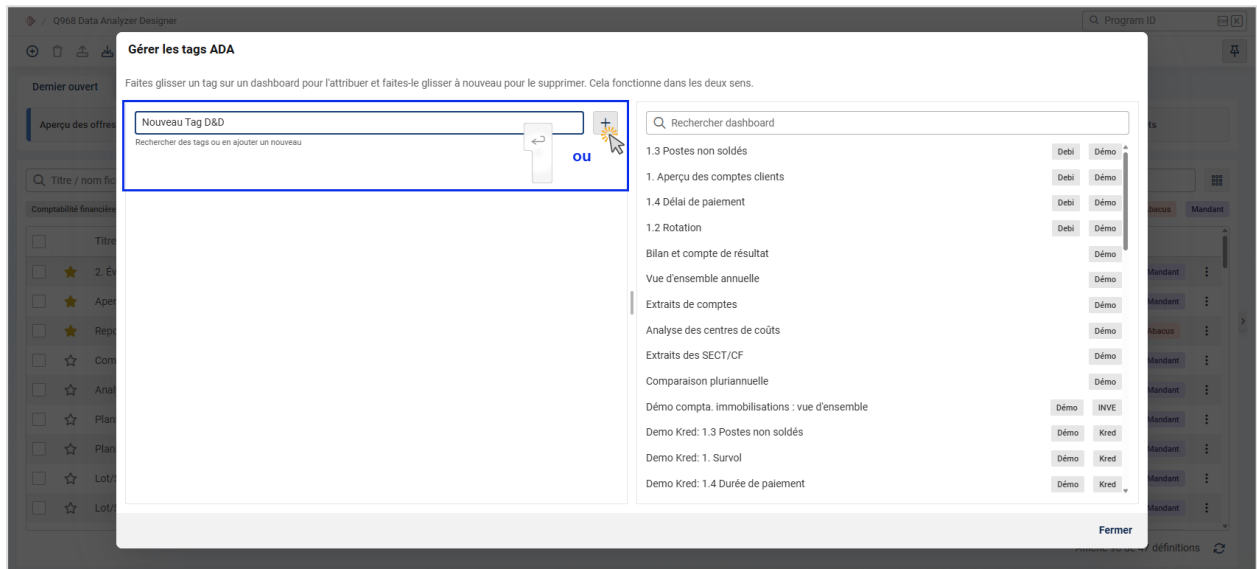 / Q968 Data Analyzer Designer
Program ID
Gérer les tags ADA
Faites glisser un tag sur un dashboard pour l'attribuer et faites-le glisser à nouveau pour le supprimer. Cela fonctionne dans les deux sens.
Dernier ouvert
Aperçu des offres
ts
Nouveau Tag D&D
+
Rechercher des tags ou en ajouter un nouveau
ou
Rechercher dashboard
1.3 Postes non soldés Debi Démo
1. Aperçu des comptes clients Debi Démo
1.4 Délai de paiement Debi Démo
1.2 Rotation Debi Démo
Bilan et compte de résultat Démo
Vue d'ensemble annuelle Démo
Extraits de comptes Démo
Analyse des centres de coûts Démo
Extraits des SECT/CF Démo
Comparaison pluriannuelle Démo
Démo compta. immobilisations : vue d'ensemble Démo INVE
Demo Kred: 1.3 Postes non soldés Démo Kred
Demo Kred: 1. Survol Démo Kred
Demo Kred: 1.4 Durée de paiement Démo Kred
Titre / nom fic
Comptabilité financière
Abacus Mandant
Titre
2. Év Mandant
Aper Mandant
Repo Abacus
Com Mandant
Anal Mandant
Plan Mandant
Plan Mandant
Lot/S Mandant
Lot/ Mandant
Fermer
définitions